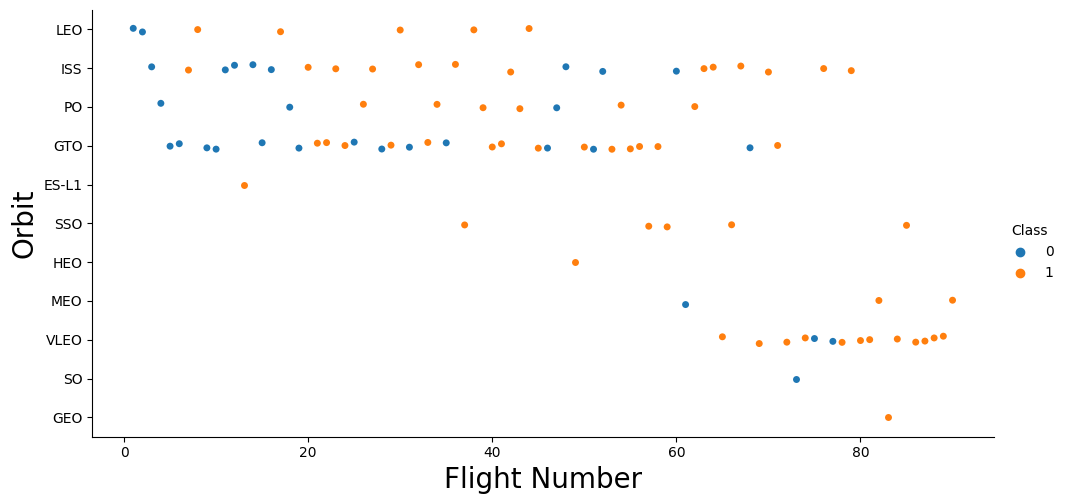 LEO
ISS
PO
GTO
ES-L1
SSO
HEO
MEO
VLEO
SO
GEO
Orbit
0 20 40 60 80
Flight Number
Class
0
1